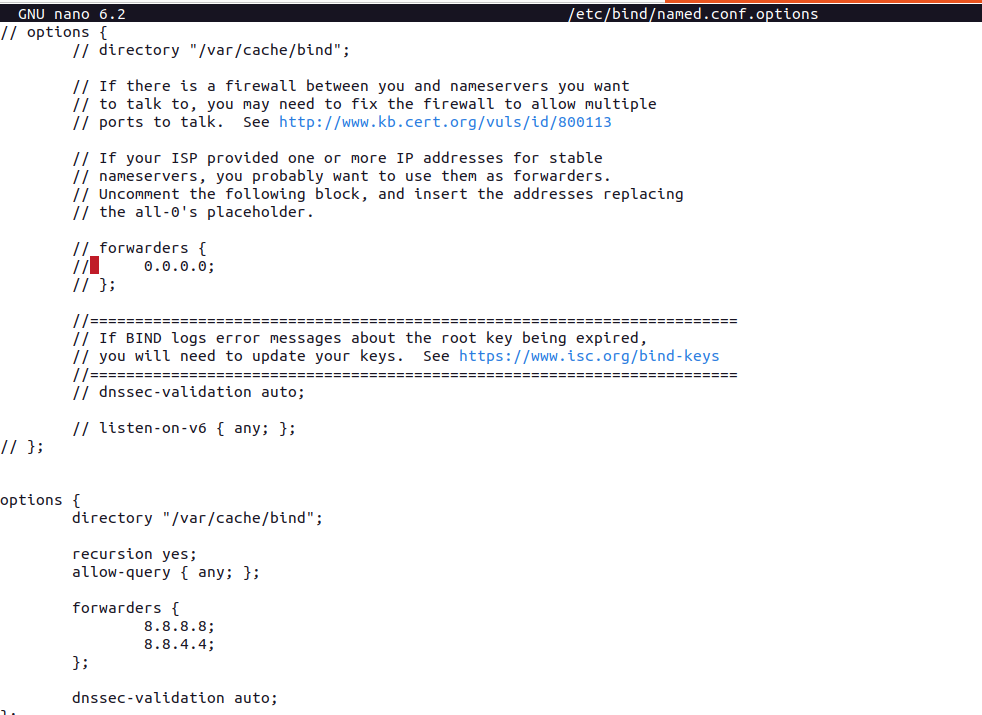 GNU nano 6.2 /etc/bind/named.conf.options
// options {
// directory "/var/cache/bind";
// If there is a firewall between you and nameservers you want
// to talk to, you may need to fix the firewall to allow multiple
// ports to talk.  See http://www.kb.cert.org/vuls/id/800113
// If your ISP provided one or more IP addresses for stable
// nameservers, you probably want to use them as forwarders.
// Uncomment the following block, and insert the addresses replacing
// the all-0's placeholder.
// forwarders {
//      0.0.0.0;
// };
//========================================================================
// If BIND logs error messages about the root key being expired,
// you will need to update your keys.  See https://www.isc.org/bind-keys
//========================================================================
// dnssec-validation auto;
// listen-on-v6 { any; };
// };
options {
directory "/var/cache/bind";
recursion yes;
allow-query { any; };
forwarders {
8.8.8.8;
8.8.4.4;
};
dnssec-validation auto;
};